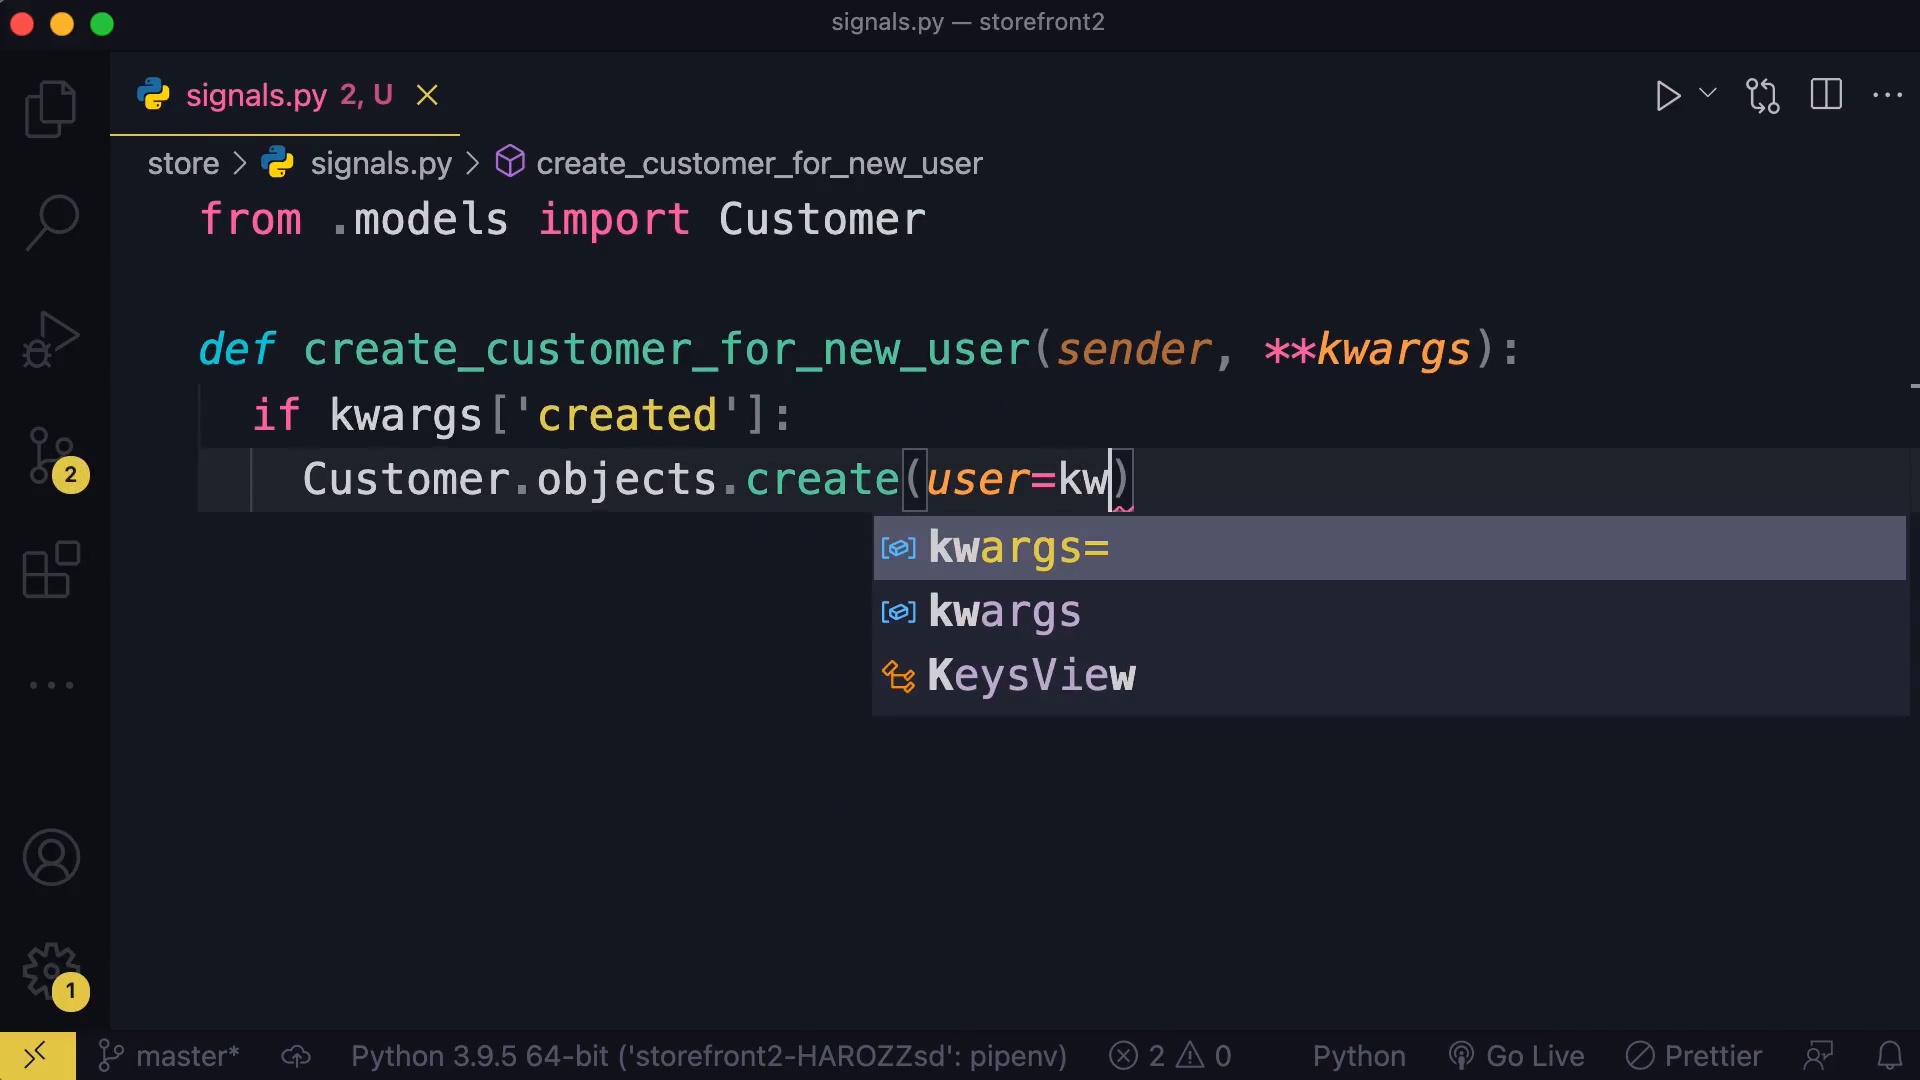 signals.py — storefront2
signals.py 2, U
store > signals.py > create_customer_for_new_user
from .models import Customer
def create_customer_for_new_user(sender, **kwargs):
if kwargs['created']:
Customer.objects.create(user=kw)
kwargs=
kwargs
KeysView
2
1
master* Python 3.9.5 64-bit ('storefront2-HAROZZsd': pipenv) 2 0 Python Go Live Prettier